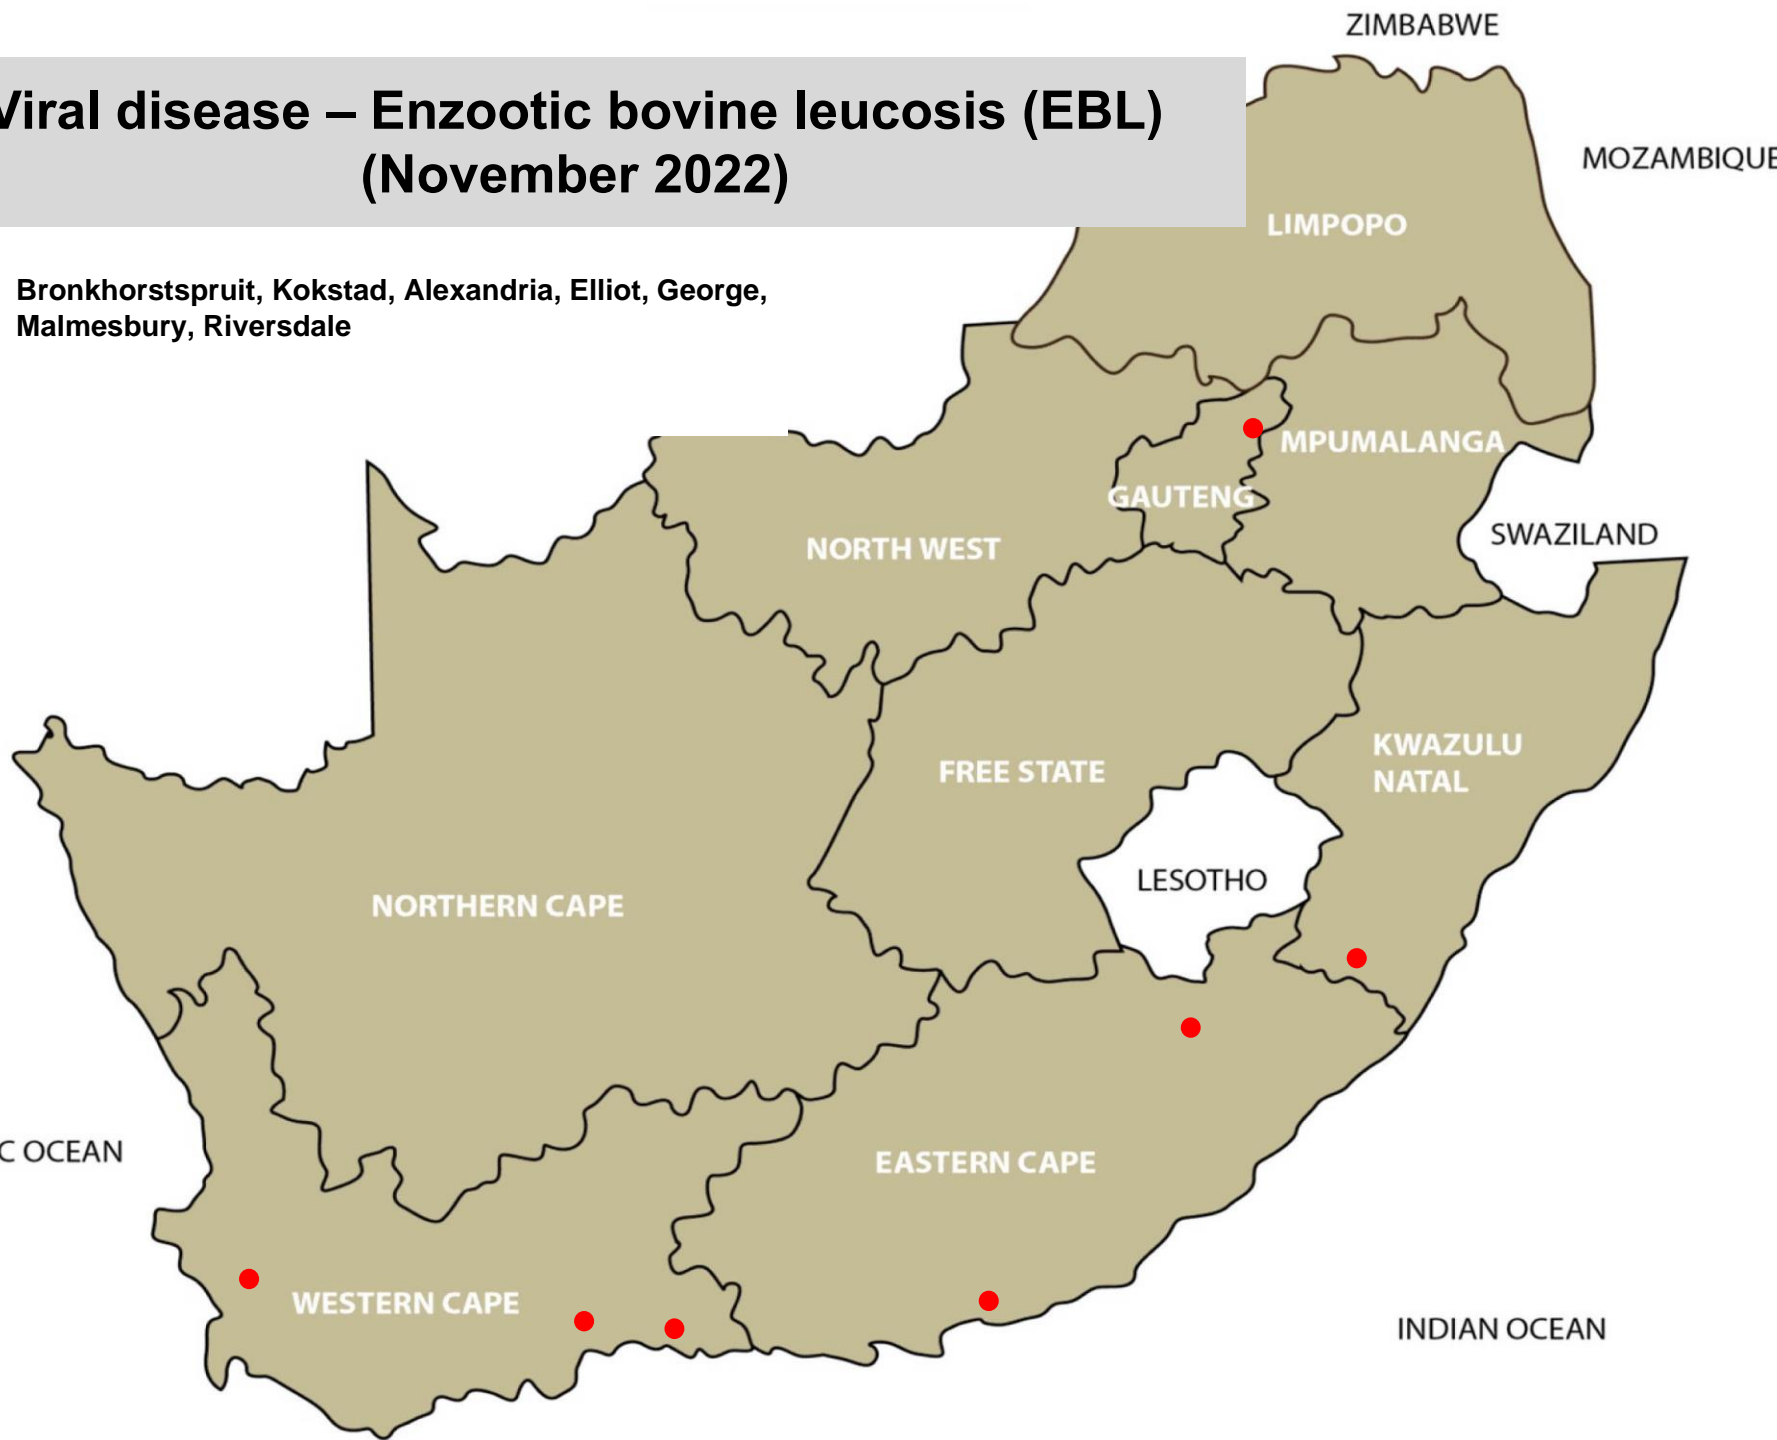 ZIMBABWE
Viral disease – Enzootic bovine leucosis (EBL)
(November 2022)
MOZAMBIQUE
LIMPOPO
Bronkhorstspruit, Kokstad, Alexandria, Elliot, George,
Malmesbury, Riversdale
MPUMALANGA
GAUTENG
SWAZILAND
NORTH WEST
KWAZULU
NATAL
FREE STATE
LESOTHO
NORTHERN CAPE
C OCEAN
EASTERN CAPE
WESTERN CAPE
INDIAN OCEAN